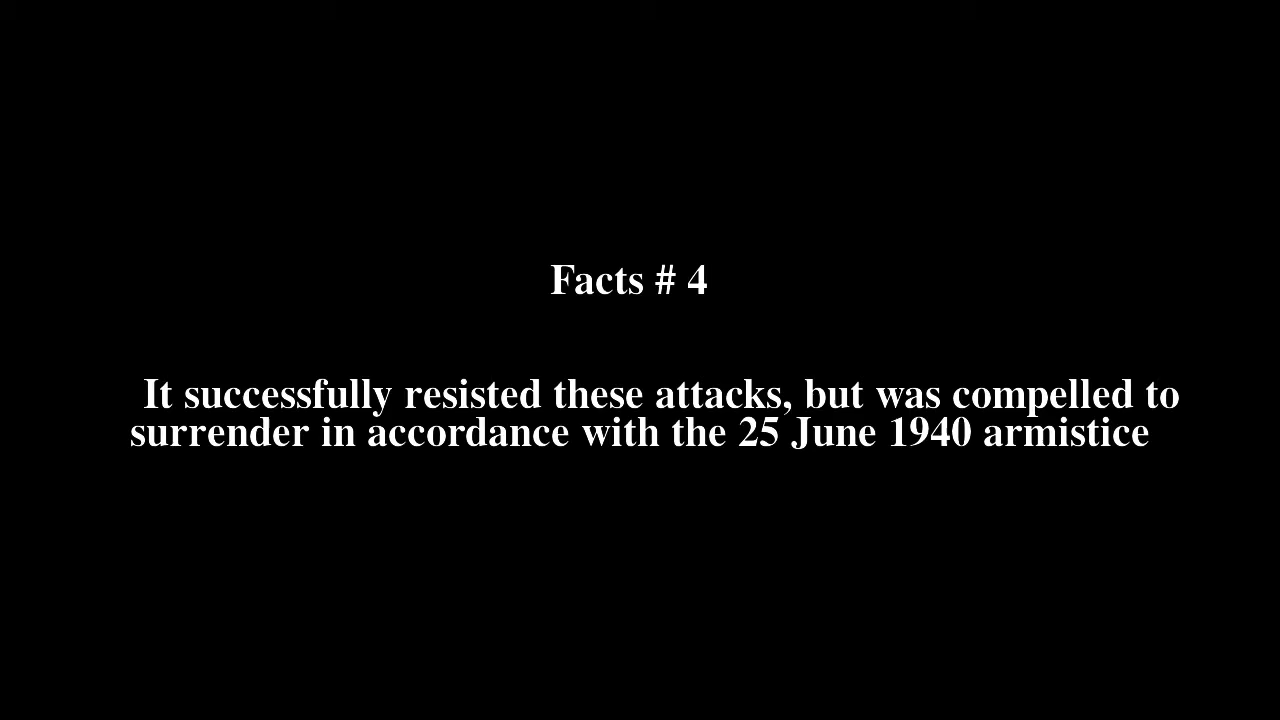 Facts # 4
It successfully resisted these attacks, but was compelled to
surrender in accordance with the 25 June 1940 armistice